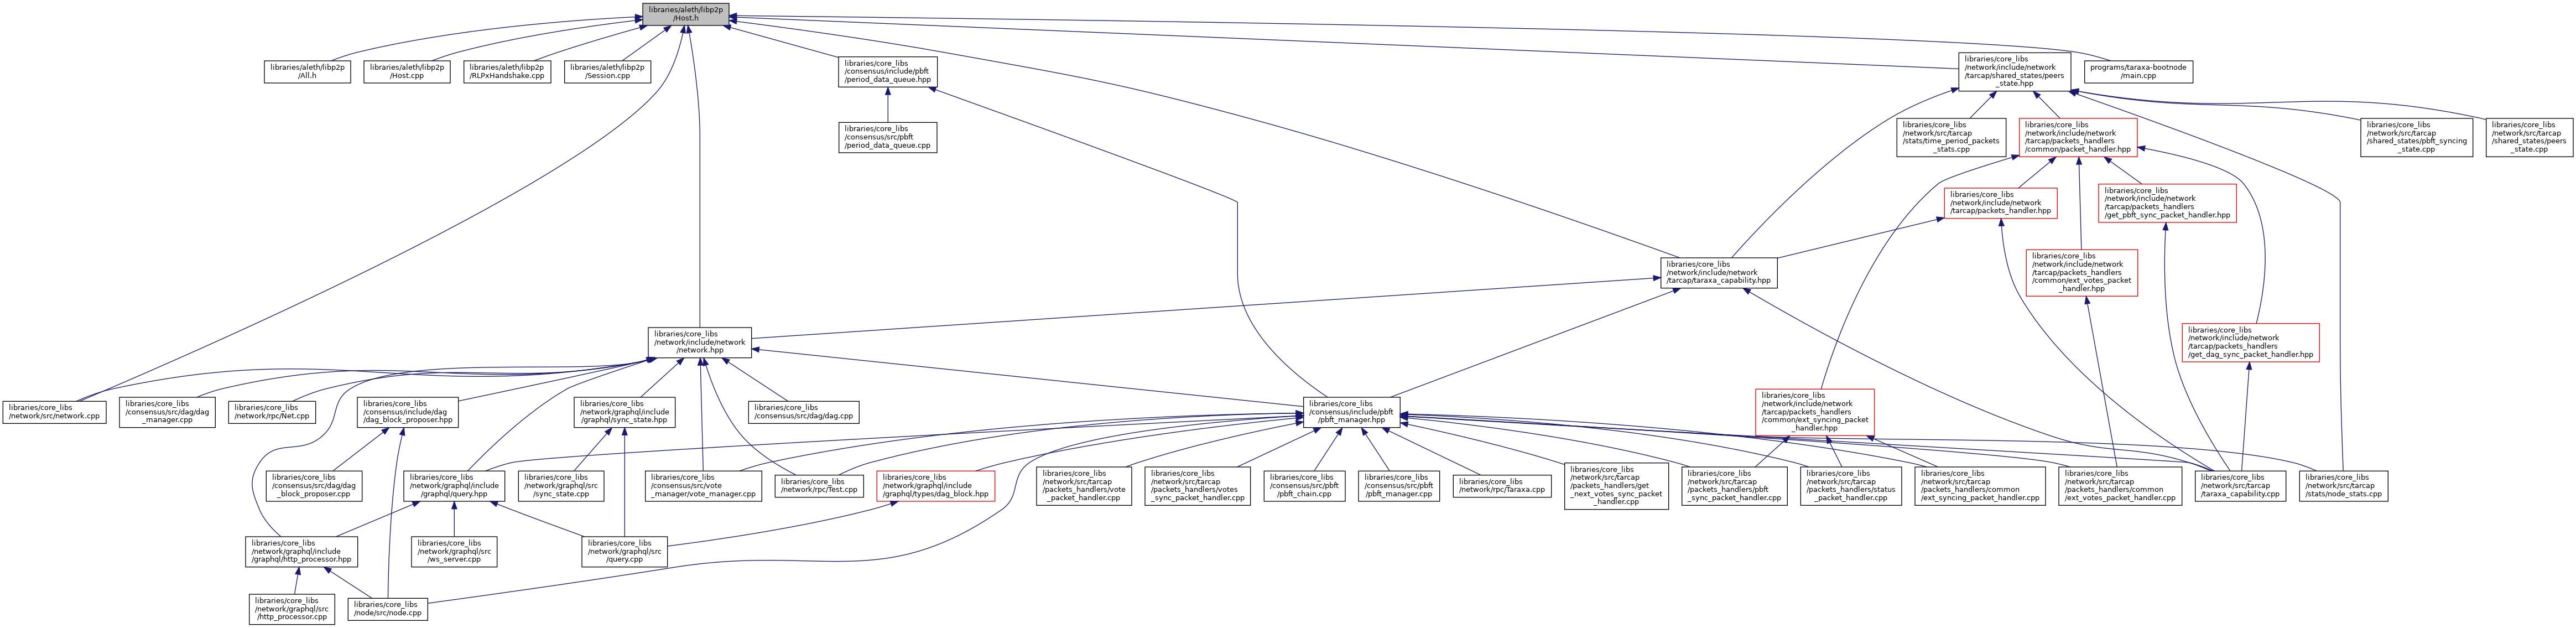 libraries/aleth/libp2p
/Host.h
libraries/aleth/libp2p
/All.h
libraries/aleth/libp2p
/Host.cpp
libraries/aleth/libp2p
/RLPxHandshake.cpp
libraries/aleth/libp2p
/Session.cpp
libraries/core_libs
/consensus/include/pbft
/period_data_queue.hpp
libraries/core_libs
/network/include/network
/tarcap/shared_states/peers
_state.hpp
programs/taraxa-bootnode
/main.cpp
libraries/core_libs
/consensus/src/pbft
/period_data_queue.cpp
libraries/core_libs
/network/src/tarcap
/stats/time_period_packets
_stats.cpp
libraries/core_libs
/network/include/network
/tarcap/packets_handlers
/common/packet_handler.hpp
libraries/core_libs
/network/src/tarcap
/shared_states/pbft_syncing
_state.cpp
libraries/core_libs
/network/src/tarcap
/shared_states/peers
_state.cpp
libraries/core_libs
/network/include/network
/tarcap/packets_handler.hpp
libraries/core_libs
/network/include/network
/tarcap/packets_handlers
/get_pbft_sync_packet_handler.hpp
libraries/core_libs
/network/include/network
/tarcap/taraxa_capability.hpp
libraries/core_libs
/network/include/network
/tarcap/packets_handlers
/common/ext_votes_packet
_handler.hpp
libraries/core_libs
/network/include/network
/network.hpp
libraries/core_libs
/network/include/network
/tarcap/packets_handlers
/get_dag_sync_packet_handler.hpp
libraries/core_libs
/network/src/network.cpp
libraries/core_libs
/consensus/src/dag/dag
_manager.cpp
libraries/core_libs
/network/rpc/Net.cpp
libraries/core_libs
/consensus/include/dag
/dag_block_proposer.hpp
libraries/core_libs
/network/graphql/include
/graphql/sync_state.hpp
libraries/core_libs
/consensus/src/dag/dag.cpp
libraries/core_libs
/consensus/include/pbft
/pbft_manager.hpp
libraries/core_libs
/network/include/network
/tarcap/packets_handlers
/common/ext_syncing_packet
_handler.hpp
libraries/core_libs
/consensus/src/dag/dag
_block_proposer.cpp
libraries/core_libs
/network/graphql/include
/graphql/query.hpp
libraries/core_libs
/network/graphql/src
/sync_state.cpp
libraries/core_libs
/consensus/src/vote
_manager/vote_manager.cpp
libraries/core_libs
/network/rpc/Test.cpp
libraries/core_libs
/network/graphql/include
/graphql/types/dag_block.hpp
libraries/core_libs
/network/src/tarcap
/packets_handlers/vote
_packet_handler.cpp
libraries/core_libs
/network/src/tarcap
/packets_handlers/votes
_sync_packet_handler.cpp
libraries/core_libs
/consensus/src/pbft
/pbft_chain.cpp
libraries/core_libs
/consensus/src/pbft
/pbft_manager.cpp
libraries/core_libs
/network/rpc/Taraxa.cpp
libraries/core_libs
/network/src/tarcap
/packets_handlers/get
_next_votes_sync_packet
_handler.cpp
libraries/core_libs
/network/src/tarcap
/packets_handlers/pbft
_sync_packet_handler.cpp
libraries/core_libs
/network/src/tarcap
/packets_handlers/status
_packet_handler.cpp
libraries/core_libs
/network/src/tarcap
/packets_handlers/common
/ext_syncing_packet_handler.cpp
libraries/core_libs
/network/src/tarcap
/packets_handlers/common
/ext_votes_packet_handler.cpp
libraries/core_libs
/network/src/tarcap
/taraxa_capability.cpp
libraries/core_libs
/network/src/tarcap
/stats/node_stats.cpp
libraries/core_libs
/network/graphql/include
/graphql/http_processor.hpp
libraries/core_libs
/network/graphql/src
/ws_server.cpp
libraries/core_libs
/network/graphql/src
/query.cpp
libraries/core_libs
/network/graphql/src
/http_processor.cpp
libraries/core_libs
/node/src/node.cpp